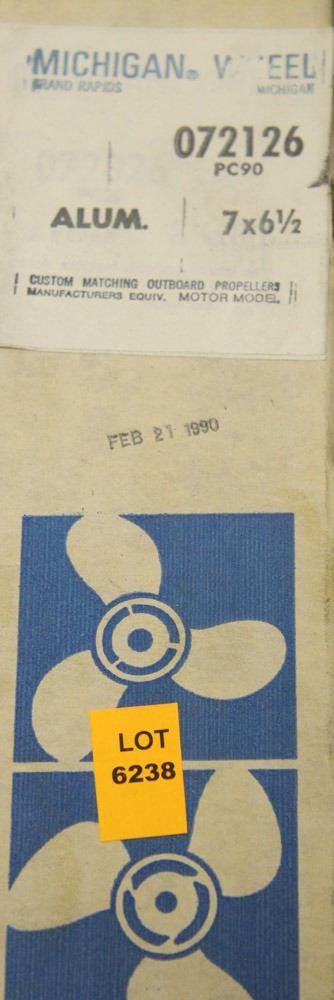 MICHIGAN® W EEL
GRAND RAPIDS MICHIGAN
072126
PC90
ALUM. 7x6½
CUSTOM MATCHING OUTBOARD PROPELLERS
MANUFACTURERS EQUIV. MOTOR MODEL
FEB 21 1990
LOT
6238